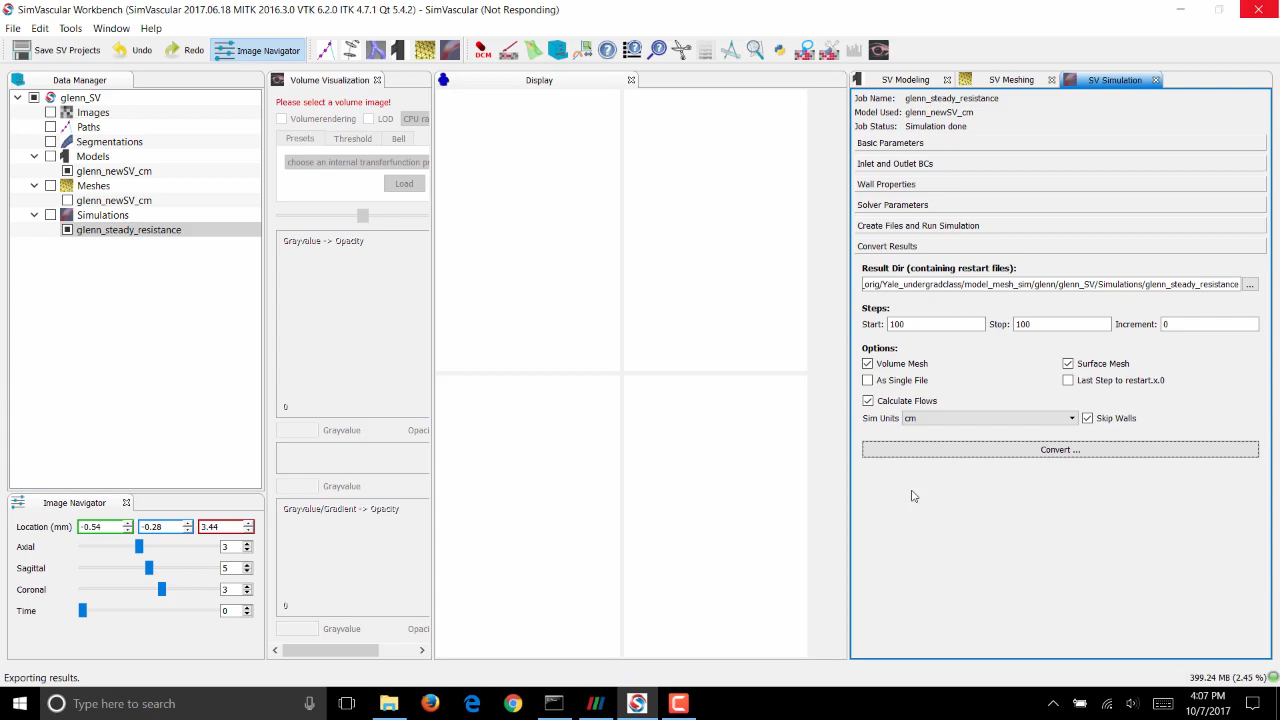 SimVascular Workbench (SimVascular 2017.06.18 MITK 2016.3.0 VTK 6.2.0 ITK 4.7.1 Qt 5.4.2) - SimVascular (Not Responding)
File Edit Tools Window Help
Save SV Projects Undo Redo Image Navigator DCM
Data Manager
glenn_SV
Images
Paths
Segmentations
Models
glenn_newSV_cm
Meshes
glenn_newSV_cm
Simulations
glenn_steady_resistance
Image Navigator
Location (mm) -0.54 -0.28 3.44
Axial 3
Sagittal 5
Coronal 3
Time 0
Volume Visualization
Please select a volume image!
Volumerendering LOD CPU ra
Presets Threshold Bell
choose an internal transferfunction pr
Load
Grayvalue -> Opacity
0
Grayvalue Opaci
Grayvalue
Grayvalue/Gradient -> Opacity
0
Grayvalue Opaci
Display
SV Modeling SV Meshing SV Simulation
Job Name: glenn_steady_resistance
Model Used: glenn_newSV_cm
Job Status: Simulation done
Basic Parameters
Inlet and Outlet BCs
Wall Properties
Solver Parameters
Create Files and Run Simulation
Convert Results
Result Dir (containing restart files):
_orig/Yale_undergradclass/model_mesh_sim/glenn/glenn_SV/Simulations/glenn_steady_resistance ...
Steps:
Start: 100 Stop: 100 Increment: 0
Options:
Volume Mesh Surface Mesh
As Single File Last Step to restart.x.0
Calculate Flows
Sim Units cm Skip Walls
Convert ...
Exporting results. 399.24 MB (2.45 %)
Type here to search
4:07 PM
10/7/2017